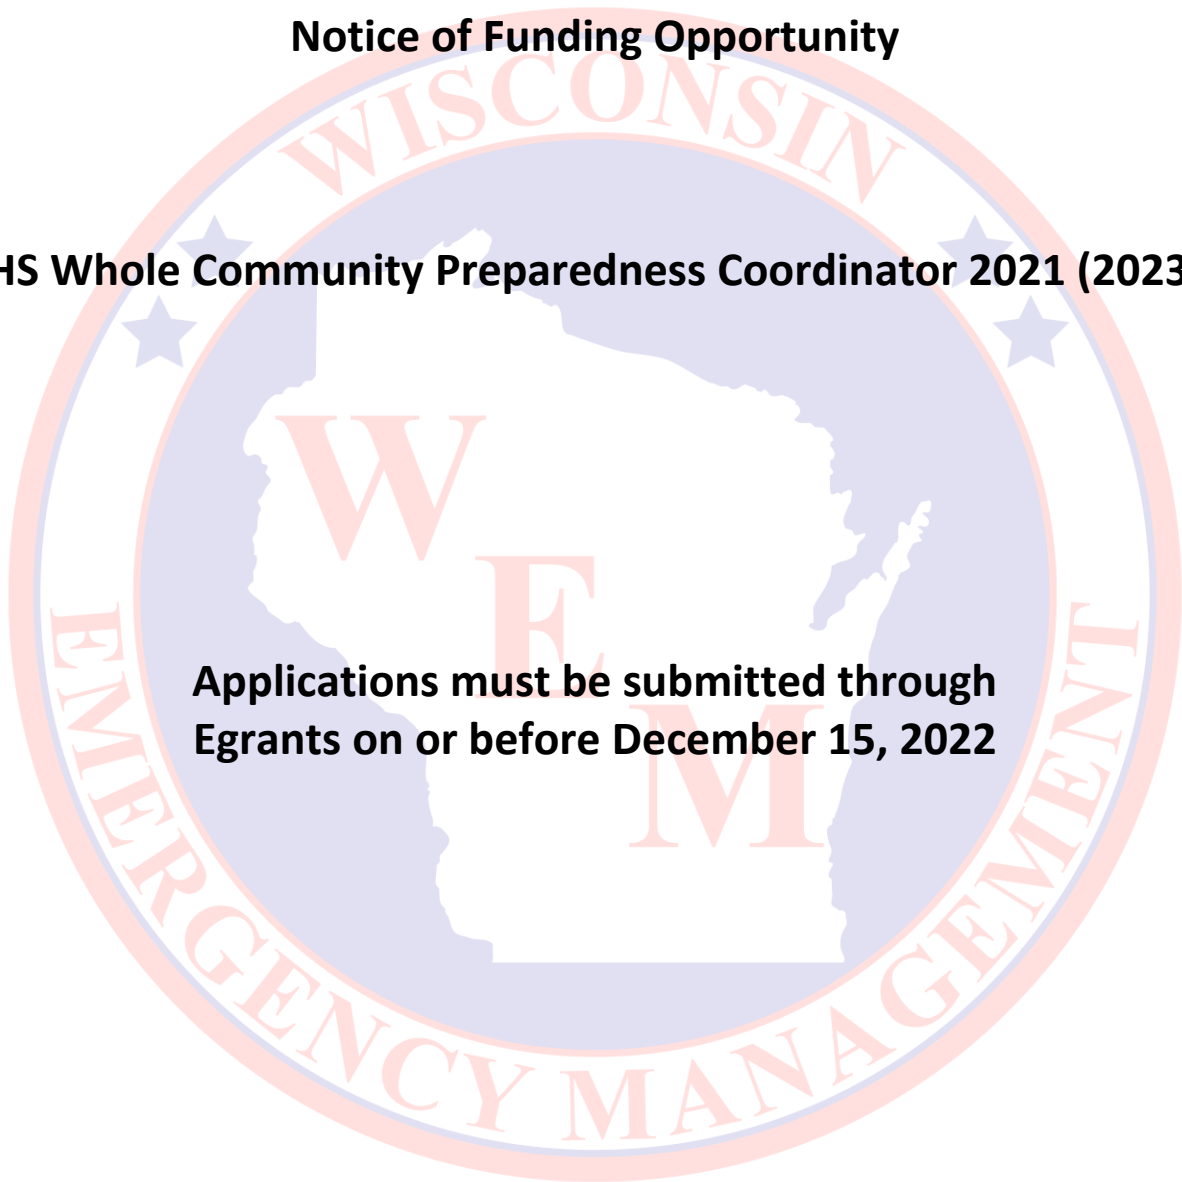 Notice of Funding Opportunity
WISCONSIN
HS Whole Community Preparedness Coordinator 2021 (2023
W
E
M
Applications must be submitted through
Egrants on or before December 15, 2022
EMERGENCY MANAGEMENT